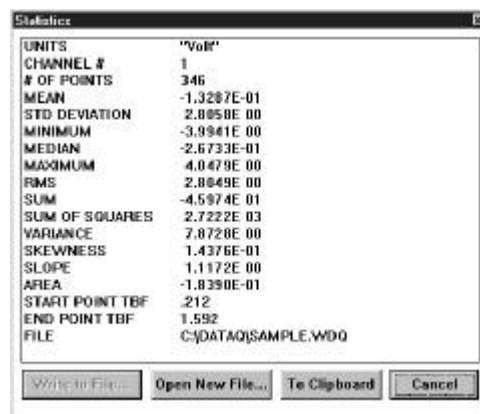 Statistics
UNITS "Volt"
CHANNEL # 1
# OF POINTS 346
MEAN -1.3287E-01
STD DEVIATION 2.8058E 00
MINIMUM -3.9941E 00
MEDIAN -2.6733E-01
MAXIMUM 4.0479E 00
RMS 2.8049E 00
SUM -4.5974E 01
SUM OF SQUARES 2.7222E 03
VARIANCE 7.8728E 00
SKEWNESS 1.4376E-01
SLOPE 1.1172E 00
AREA -1.8390E-01
START POINT TBF .212
END POINT TBF 1.592
FILE C:\DATAQ\SAMPLE.WDQ
Write to File... Open New File... To Clipboard Cancel